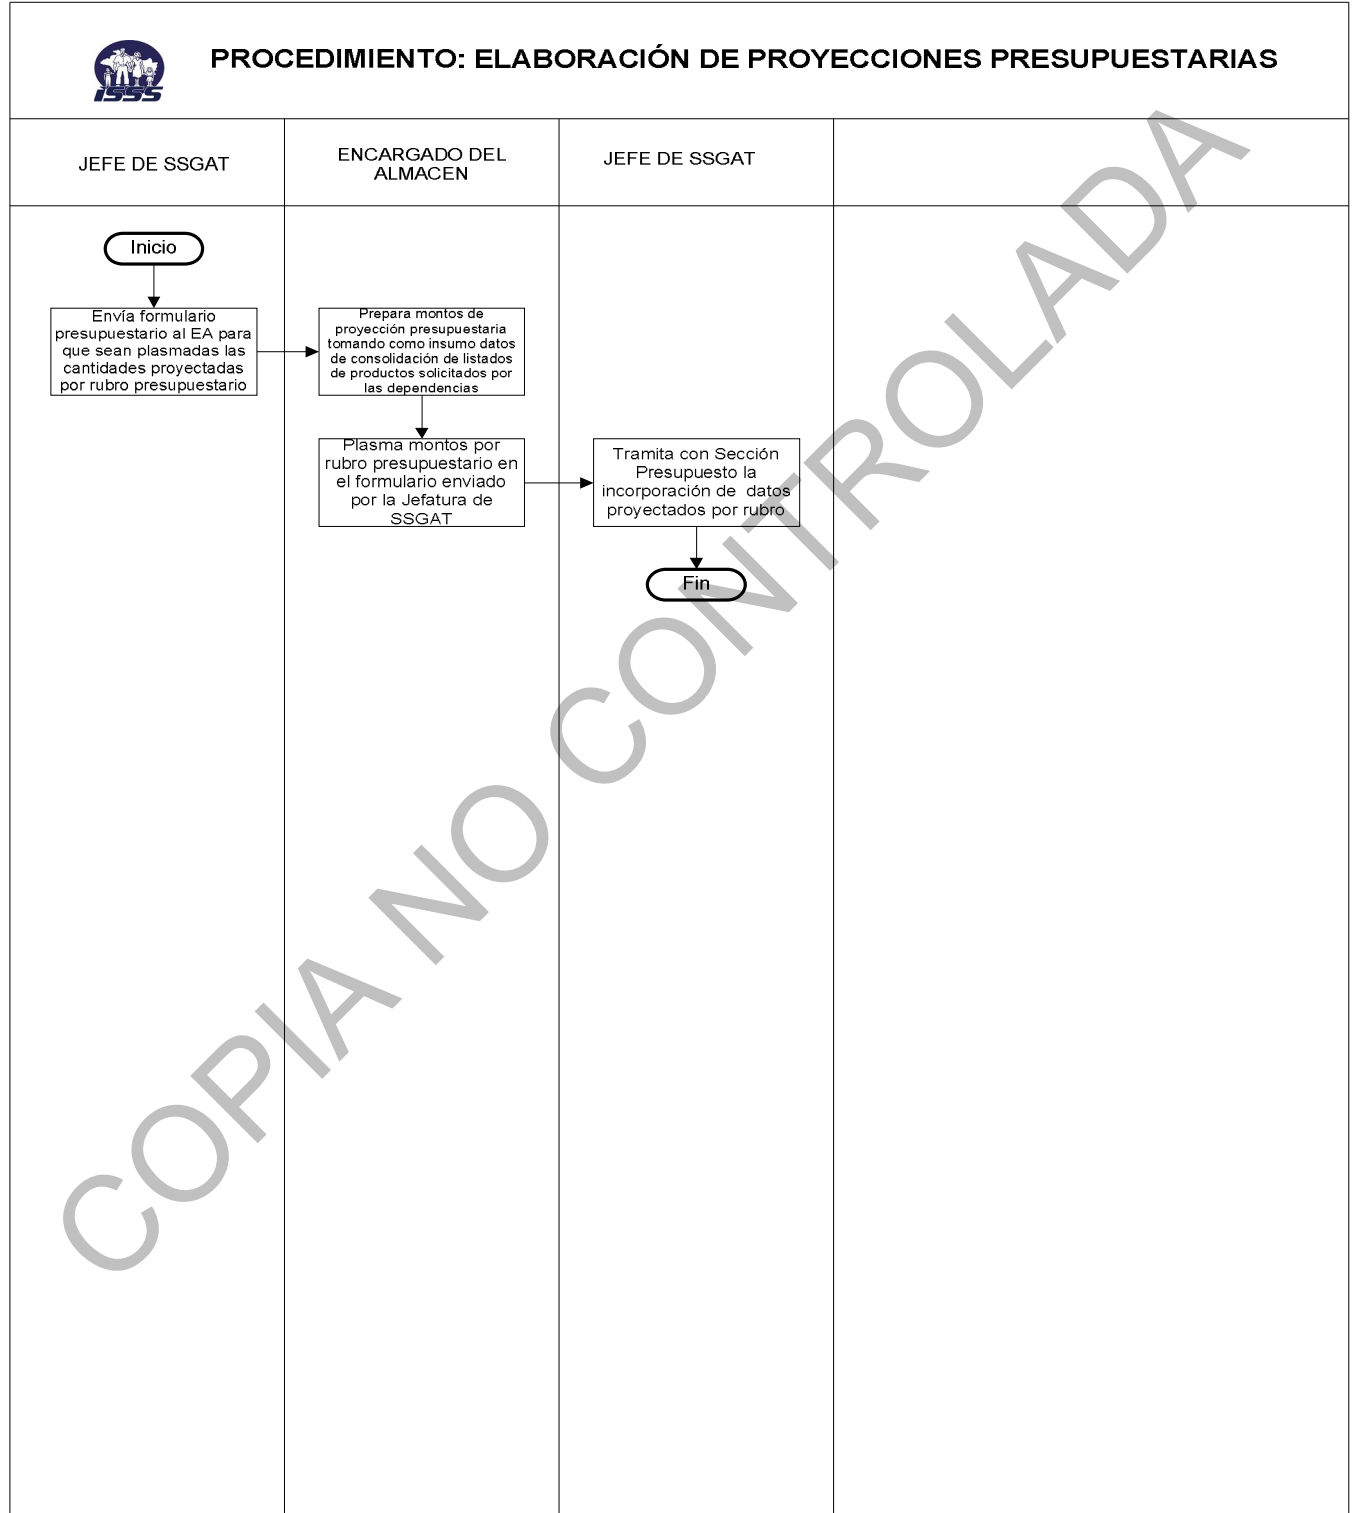 PROCEDIMIENTO: ELABORACIÓN DE PROYECCIONES PRESUPUESTARIAS
ISSS
JEFE DE SSGAT
ENCARGADO DEL
ALMACEN
JEFE DE SSGAT
Inicio
Envía formulario
presupuestario al EA para
que sean plasmadas las
cantidades proyectadas
por rubro presupuestario
Prepara montos de
proyección presupuestaria
tomando como insumo datos
de consolidación de listados
de productos solicitados por
las dependencias
Plasma montos por
rubro presupuestario en
el formulario enviado
por la Jefatura de
SSGAT
Tramita con Sección
Presupuesto la
incorporación de  datos
proyectados por rubro
Fin
COPIA NO CONTROLADA